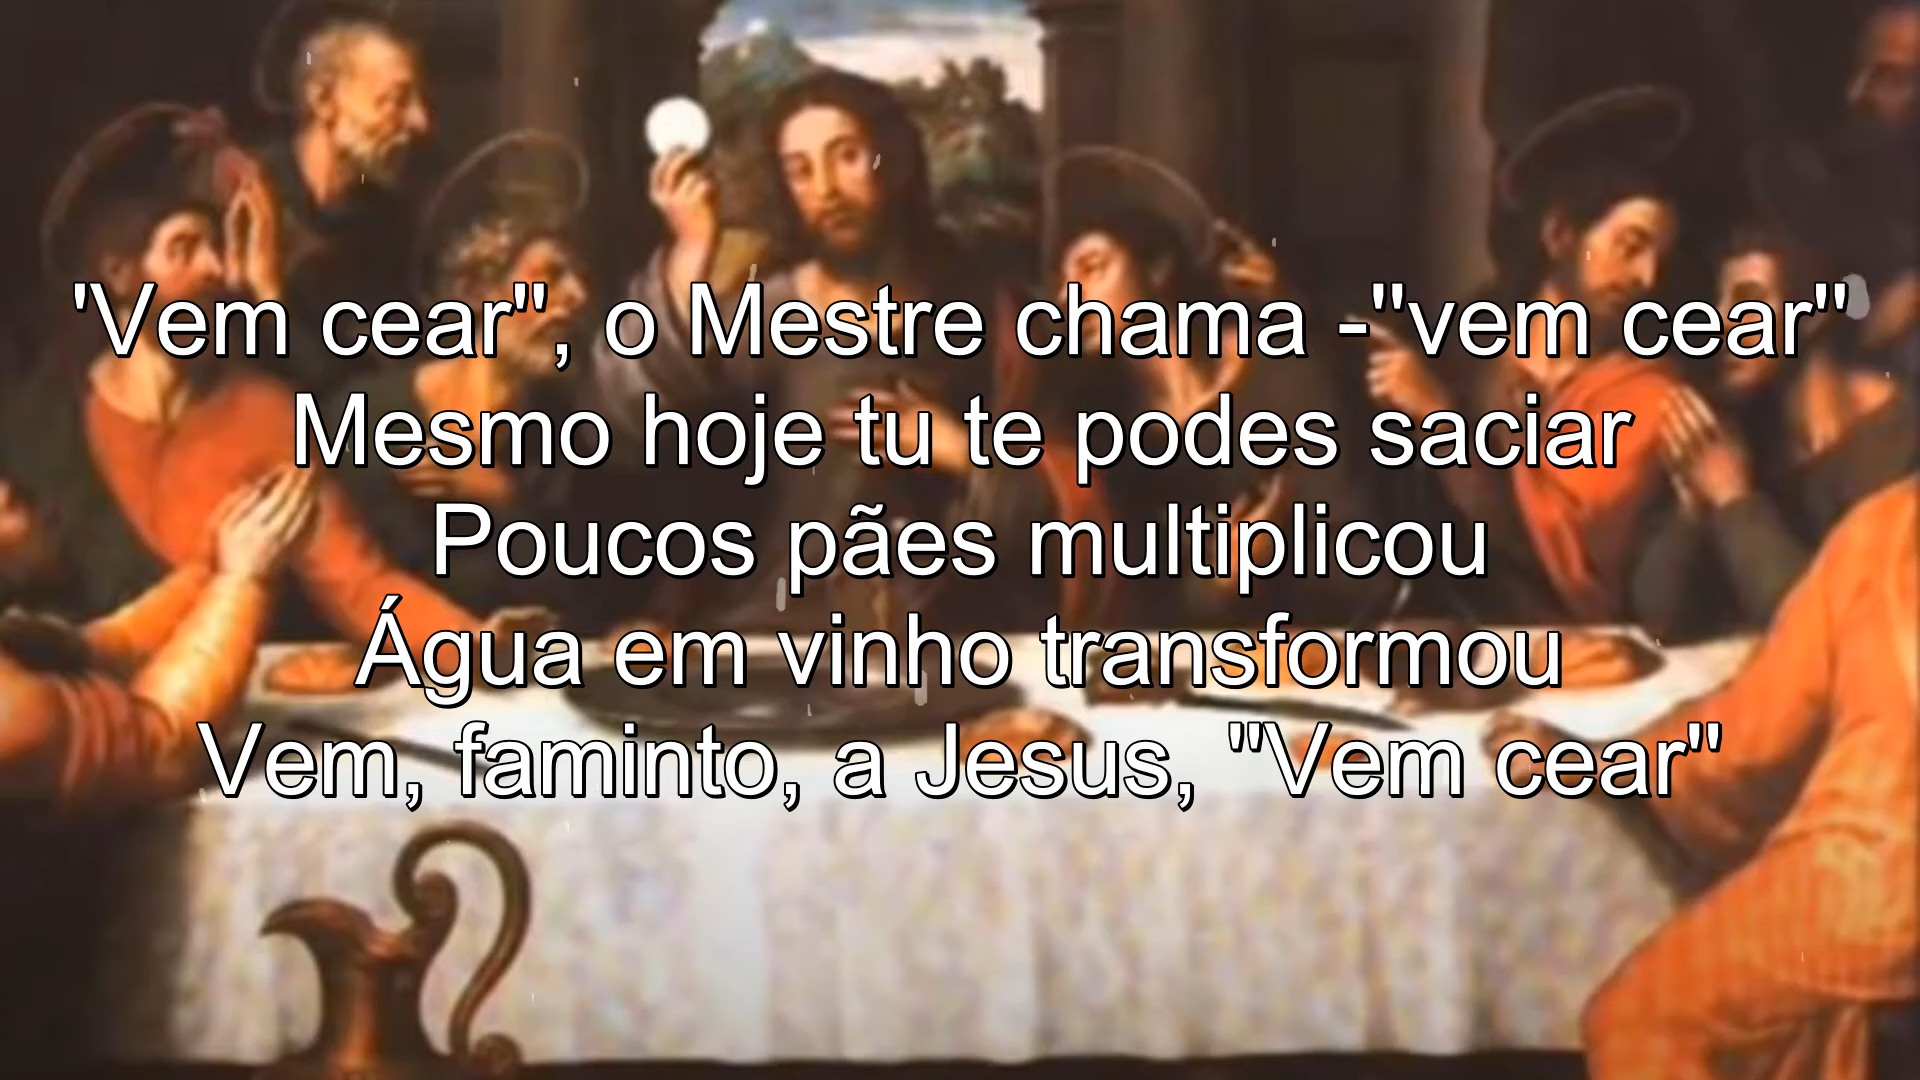 'Vem cear", o Mestre chama -"vem cear"
Mesmo hoje tu te podes saciar
Poucos pães multiplicou
Água em vinho transformou
Vem, faminto, a Jesus, "Vem cear"